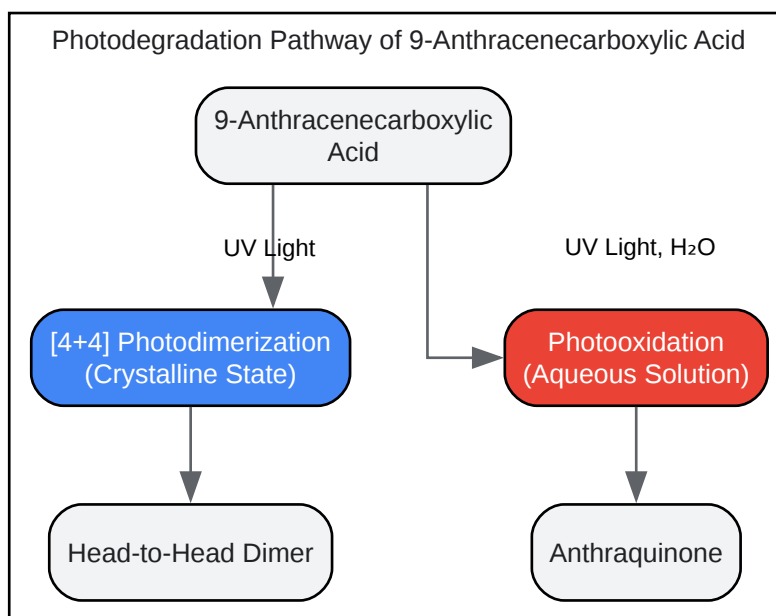 Photodegradation Pathway of 9-Anthracenecarboxylic Acid
9-Anthracenecarboxylic
Acid
UV Light
UV Light, H₂O
[4+4] Photodimerization
(Crystalline State)
Photooxidation
(Aqueous Solution)
Head-to-Head Dimer
Anthraquinone